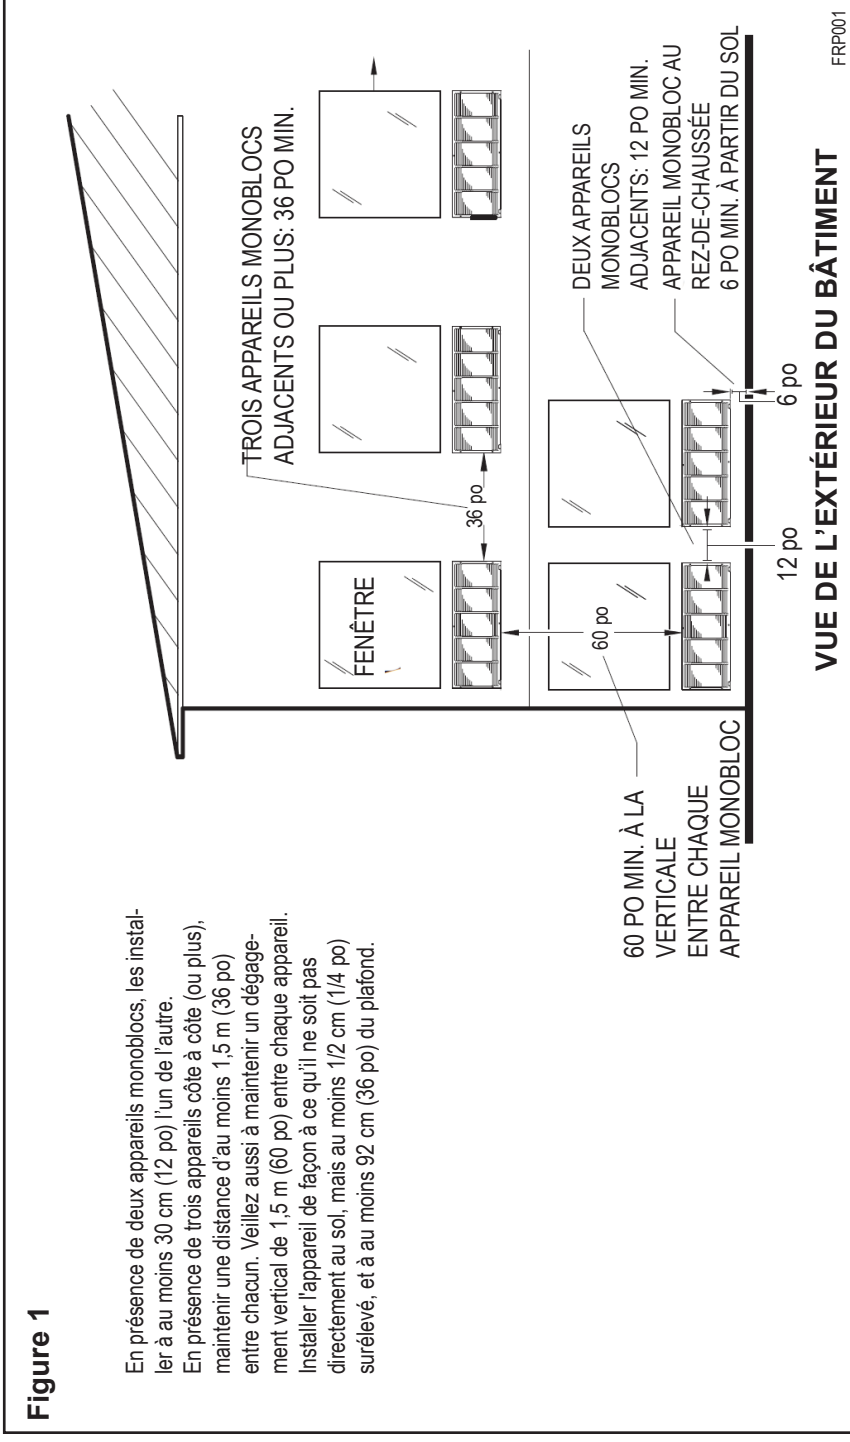 Figure 1
En présence de deux appareils monoblocs, les instal-
ler à au moins 30 cm (12 po) l'un de l'autre.
En présence de trois appareils côte à côte (ou plus),
maintenir une distance d'au moins 1,5 m (36 po)
entre chacun. Veillez aussi à maintenir un dégage-
ment vertical de 1,5 m (60 po) entre chaque appareil.
Installer l'appareil de façon à ce qu'il ne soit pas
directement au sol, mais au moins 1/2 cm (1/4 po)
surélevé, et à au moins 92 cm (36 po) du plafond.
TROIS APPAREILS MONOBLOCS
ADJACENTS OU PLUS: 36 PO MIN.
FENÊTRE
36 po
60 PO MIN. À LA
VERTICALE
ENTRE CHAQUE
APPAREIL MONOBLOC
60 po
DEUX APPAREILS
MONOBLOCS
ADJACENTS: 12 PO MIN.
APPAREIL MONOBLOC AU
REZ-DE-CHAUSSÉE
6 PO MIN. À PARTIR DU SOL
12 po
6 po
VUE DE L'EXTÉRIEUR DU BÂTIMENT
FRP001